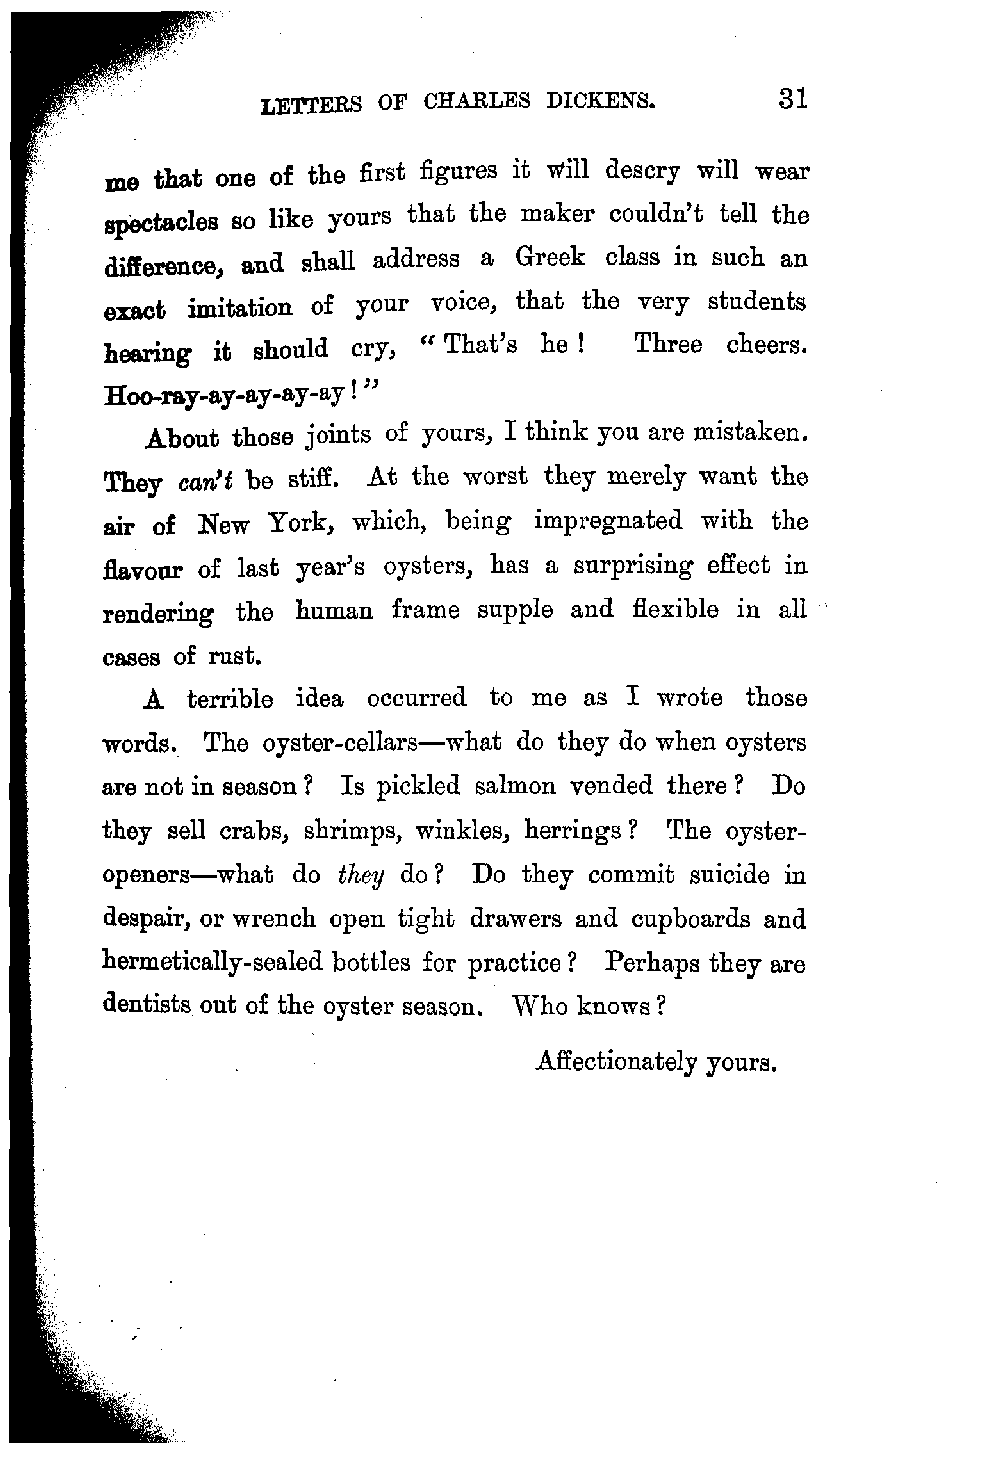 LETTERS OF CHARLES DICKENS. 31
me that one of the first figures it will descry will wear
spectacles so like yours that the maker couldn't tell the
difference, and shall address a Greek class in such an
exact imitation of your voice, that the very students
hearing it should cry, "That's he! Three cheers.
Hoo-ray-ay-ay-ay-ay!"
About those joints of yours, I think you are mistaken.
They can't be stiff. At the worst they merely want the
air of New York, which, being impregnated with the
flavour of last year's oysters, has a surprising effect in
rendering the human frame supple and flexible in all
cases of rust.
A terrible idea occurred to me as I wrote those
words. The oyster-cellars—what do they do when oysters
are not in season? Is pickled salmon vended there? Do
they sell crabs, shrimps, winkles, herrings? The oyster-
openers—what do they do? Do they commit suicide in
despair, or wrench open tight drawers and cupboards and
hermetically-sealed bottles for practice? Perhaps they are
dentists out of the oyster season. Who knows?
Affectionately yours.